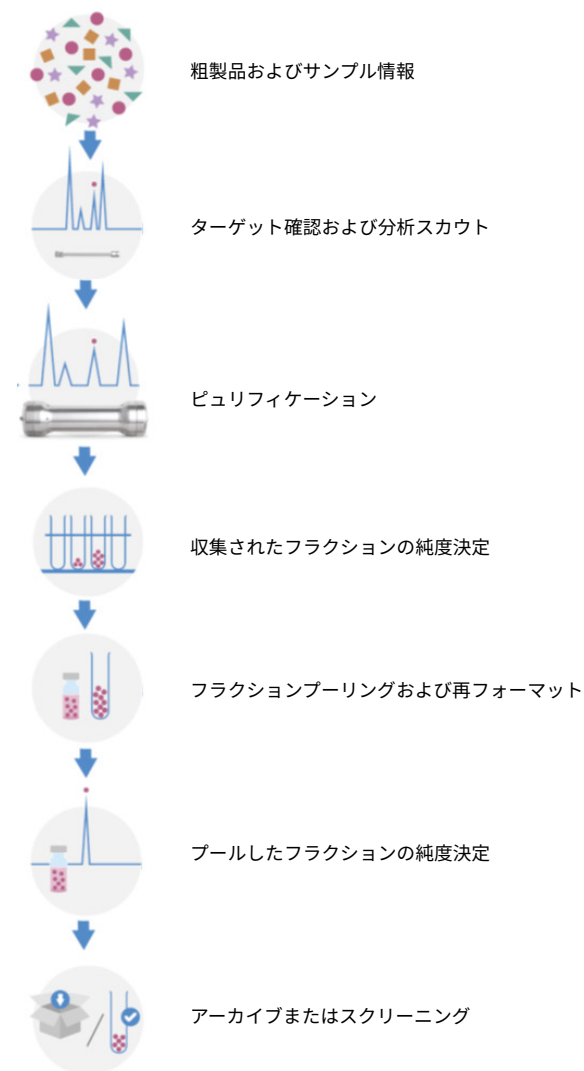 粗製品およびサンプル情報
ターゲット確認および分析スカウト
ピュリフィケーション
収集されたフラクションの純度決定
フラクションプーリングおよび再フォーマット
プールしたフラクションの純度決定
アーカイブまたはスクリーニング